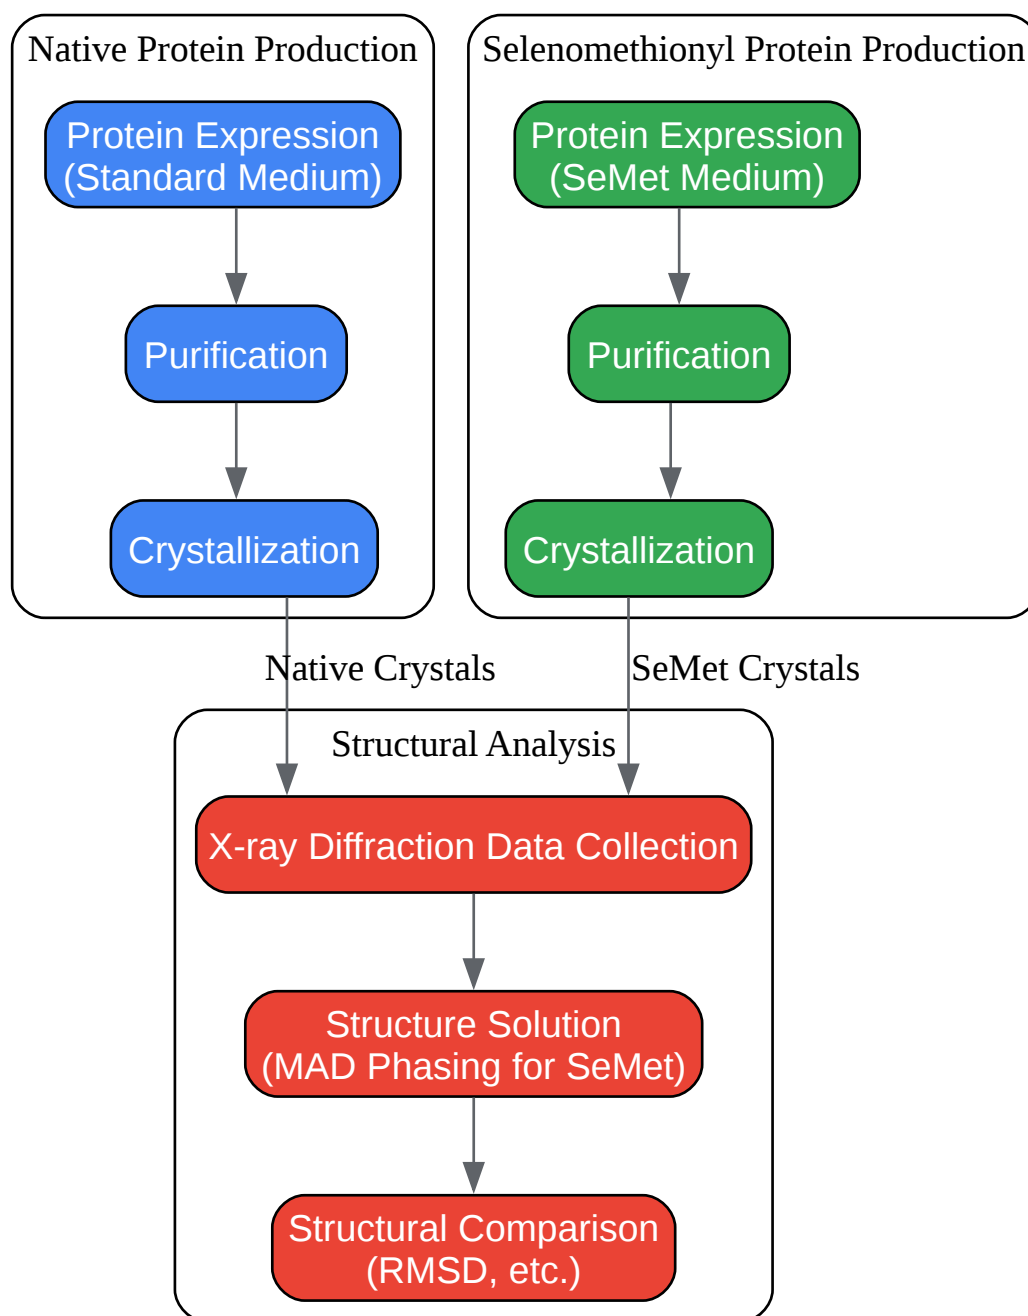 Native Protein Production
Protein Expression
(Standard Medium)
Purification
Crystallization
Selenomethionyl Protein Production
Protein Expression
(SeMet Medium)
Purification
Crystallization
Native Crystals
SeMet Crystals
Structural Analysis
X-ray Diffraction Data Collection
Structure Solution
(MAD Phasing for SeMet)
Structural Comparison
(RMSD, etc.)